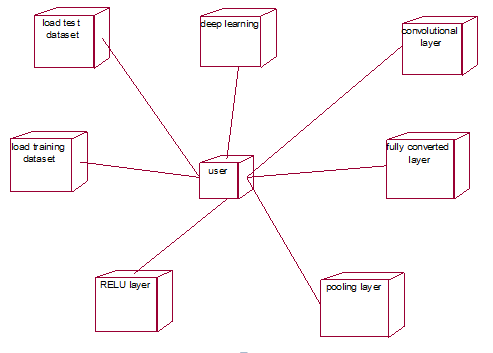 load test
dataset
deep learning
convolutional
layer
load training
dataset
user
fully converted
layer
RELU layer
pooling layer